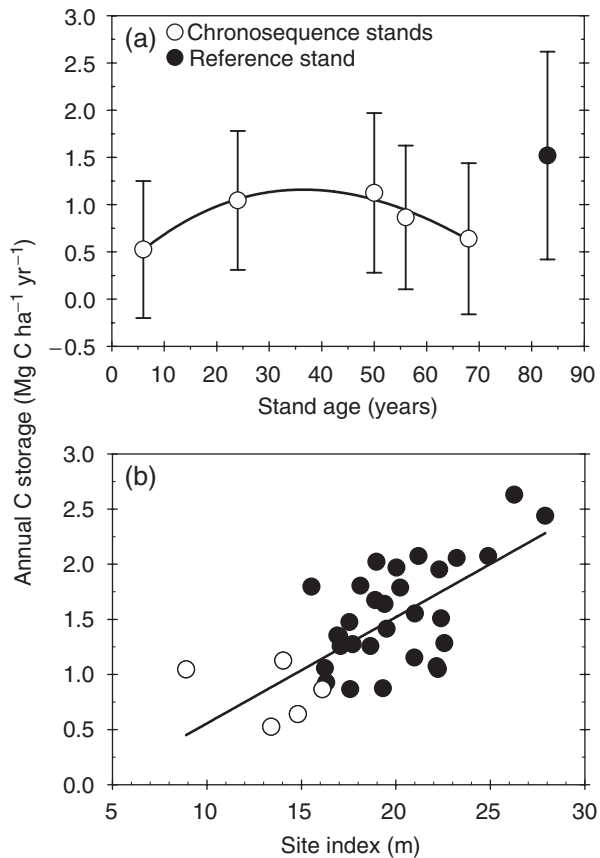 (a)
Chronosequence stands
Reference stand
3.0
2.5
2.0
1.5
1.0
0.5
0.0
−0.5
0 10 20 30 40 50 60 70 80 90
Stand age (years)
Annual C storage (Mg C ha⁻¹ yr⁻¹)
(b)
3.0
2.5
2.0
1.5
1.0
0.5
0.0
5 10 15 20 25 30
Site index (m)